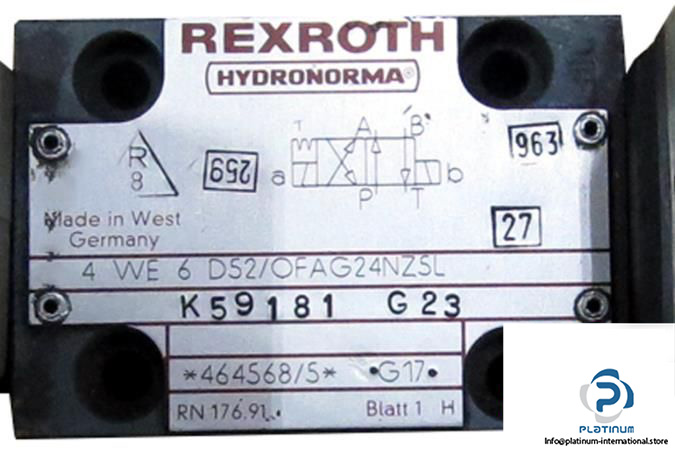 REXROTH
HYDRONORMA®
R
8
259
T
A B
a b
P T
963
27
Made in West
Germany
4 WE 6 D52/OFAG24NZ5L
K59181 G23
*464568/5* •G17•
RN 176.91. Blatt 1 H
PLATINUM
Info@platinum-international.store